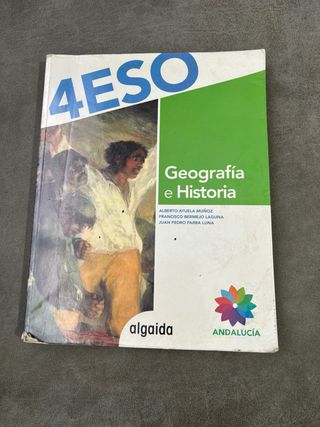 4ESO
Geografía
e Historia
ALBERTO AYUELA MUÑOZ
FRANCISCO BERMEJO LAGUNA
JUAN PEDRO PARRA LUNA
algaida
ANDALUCÍA